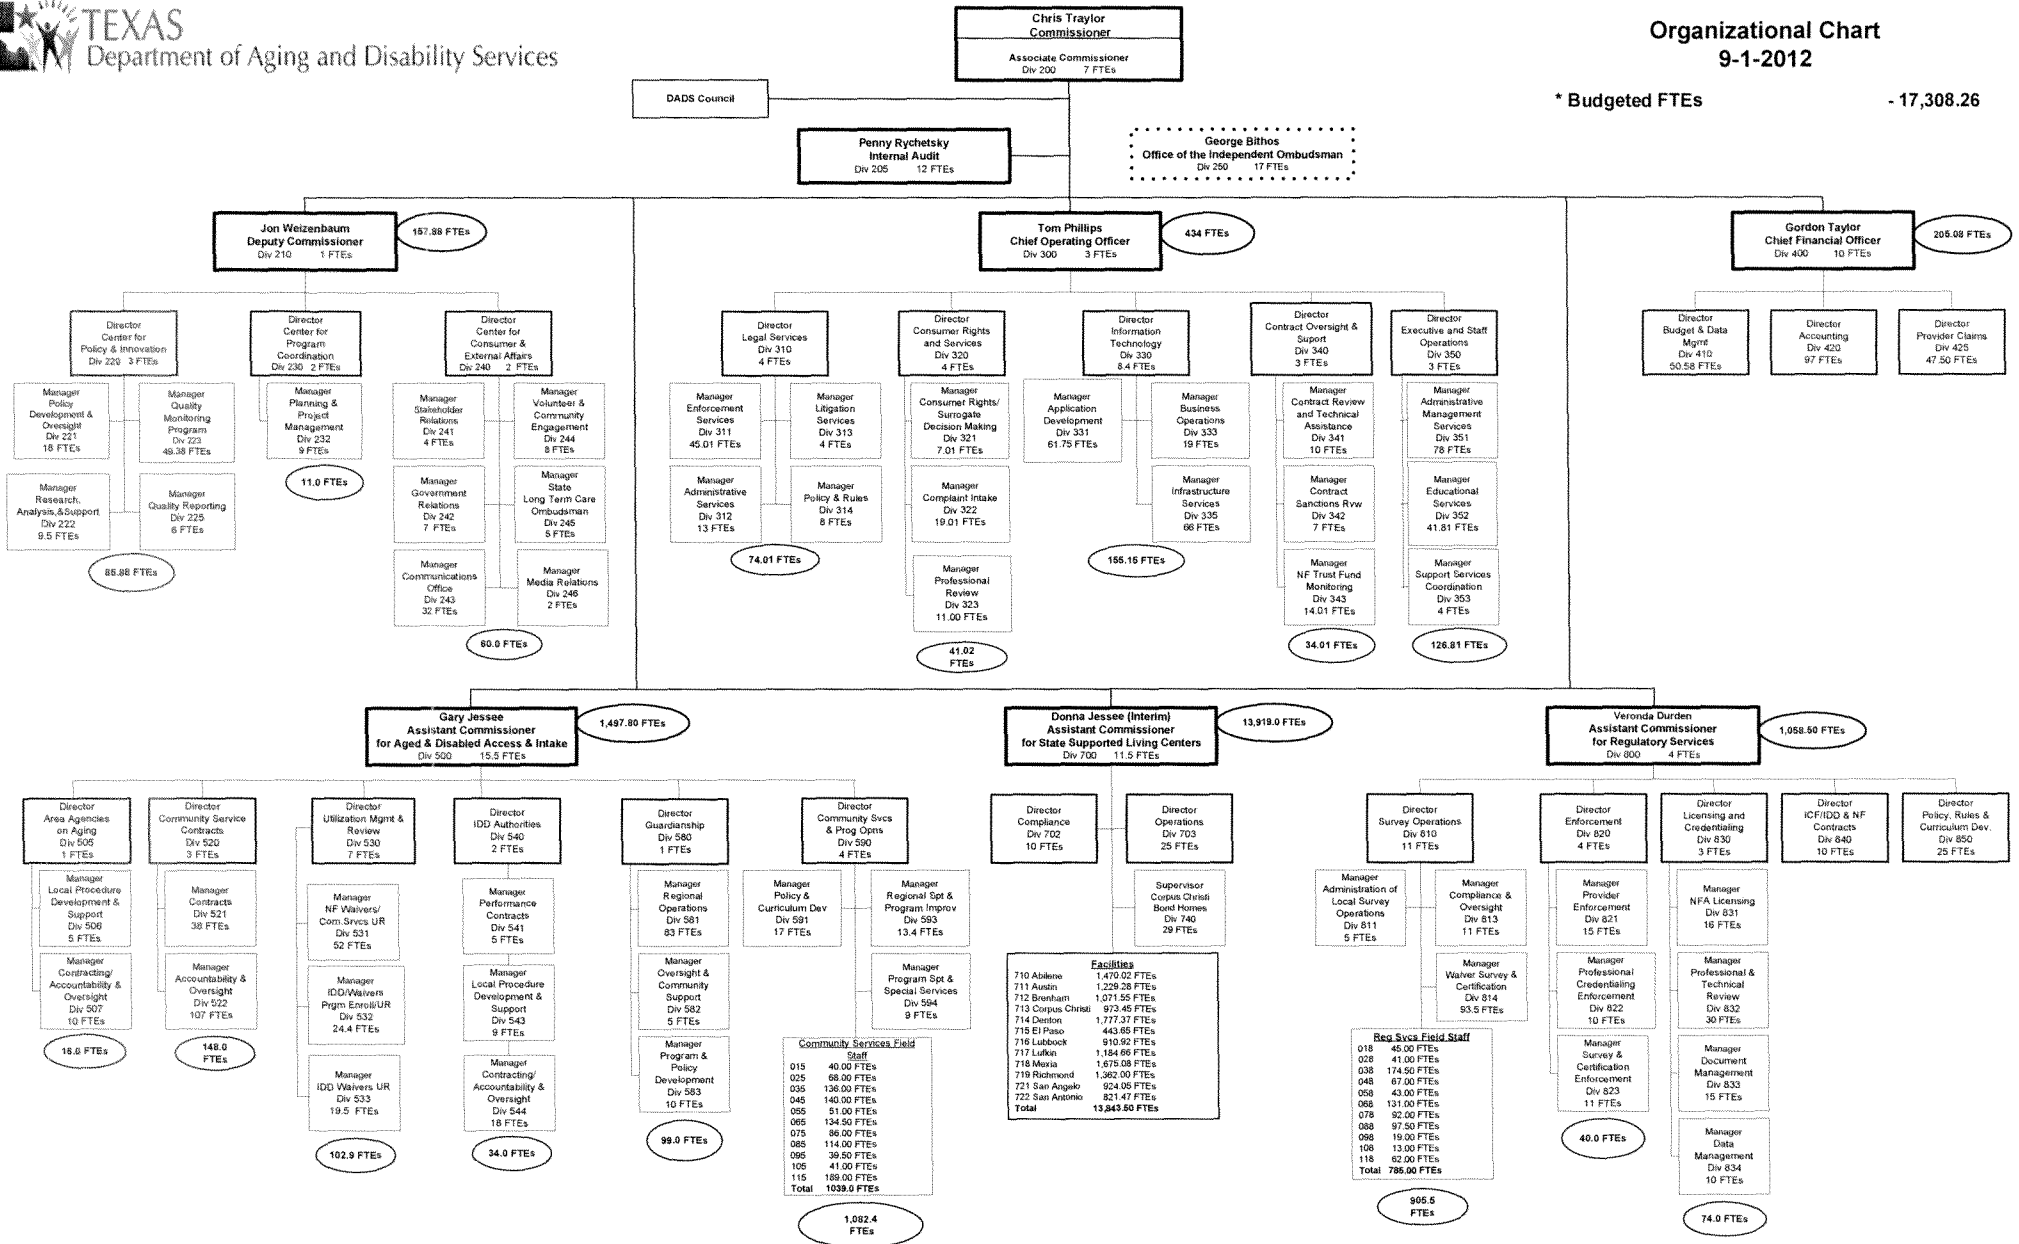 TEXAS
Department of Aging and Disability Services
Organizational Chart
9-1-2012
* Budgeted FTEs - 17,308.26
Chris Traylor
Commissioner
Associate Commissioner
Div 200 7 FTEs
DADS Council
Penny Rychetsky
Internal Audit
Div 205 12 FTEs
George Bithos
Office of the Independent Ombudsman
Div 250 17 FTEs
Jon Weizenbaum
Deputy Commissioner
Div 210 1 FTEs
157.88 FTEs
Tom Phillips
Chief Operating Officer
Div 300 3 FTEs
434 FTEs
Gordon Taylor
Chief Financial Officer
Div 400 10 FTEs
205.08 FTEs
Director
Center for
Policy & Innovation
Div 220 3 FTEs
Manager
Policy
Development &
Oversight
Div 221
18 FTEs
Manager
Quality
Monitoring
Program
Div 223
49.38 FTEs
Manager
Research,
Analysis,&Support
Div 222
9.5 FTEs
Manager
Quality Reporting
Div 225
6 FTEs
85.88 FTEs
Director
Center for
Program
Coordination
Div 230 2 FTEs
Manager
Planning &
Project
Management
Div 232
9 FTEs
11.0 FTEs
Director
Center for
Consumer &
External Affairs
Div 240 2 FTEs
Manager
Stakeholder
Relations
Div 241
4 FTEs
Manager
Volunteer &
Community
Engagement
Div 244
8 FTEs
Manager
Government
Relations
Div 242
7 FTEs
Manager
State
Long Term Care
Ombudsman
Div 245
5 FTEs
Manager
Communications
Office
Div 243
32 FTEs
Manager
Media Relations
Div 246
2 FTEs
60.0 FTEs
Director
Legal Services
Div 310
4 FTEs
Manager
Enforcement
Services
Div 311
45.01 FTEs
Manager
Litigation
Services
Div 313
4 FTEs
Manager
Administrative
Services
Div 312
13 FTEs
Manager
Policy & Rules
Div 314
8 FTEs
74.01 FTEs
Director
Consumer Rights
and Services
Div 320
4 FTEs
Manager
Consumer Rights/
Surrogate
Decision Making
Div 321
7.01 FTEs
Manager
Complaint Intake
Div 322
19.01 FTEs
Manager
Professional
Review
Div 323
11.00 FTEs
41.02
FTEs
Director
Information
Technology
Div 330
8.4 FTEs
Manager
Application
Development
Div 331
61.75 FTEs
Manager
Business
Operations
Div 333
19 FTEs
Manager
Infrastructure
Services
Div 335
66 FTEs
155.15 FTEs
Director
Contract Oversight &
Suport
Div 340
3 FTEs
Manager
Contract Review
and Technical
Assistance
Div 341
10 FTEs
Manager
Contract
Sanctions Rvw
Div 342
7 FTEs
Manager
NF Trust Fund
Monitoring
Div 343
14.01 FTEs
34.01 FTEs
Director
Executive and Staff
Operations
Div 350
3 FTEs
Manager
Administrative
Management
Services
Div 351
78 FTEs
Manager
Educational
Services
Div 352
41.81 FTEs
Manager
Support Services
Coordination
Div 353
4 FTEs
126.81 FTEs
Director
Budget & Data
Mgmt
Div 410
50.58 FTEs
Director
Accounting
Div 420
97 FTEs
Director
Provider Claims
Div 425
47.50 FTEs
Gary Jessee
Assistant Commissioner
for Aged & Disabled Access & Intake
Div 500 15.5 FTEs
1,497.80 FTEs
Donna Jessee (Interim)
Assistant Commissioner
for State Supported Living Centers
Div 700 11.5 FTEs
13,919.0 FTEs
Veronda Durden
Assistant Commissioner
for Regulatory Services
Div 800 4 FTEs
1,058.50 FTEs
Director
Area Agencies
on Aging
Div 505
1 FTEs
Manager
Local Procedure
Development &
Support
Div 506
5 FTEs
Manager
Contracting/
Accountability &
Oversight
Div 507
10 FTEs
16.0 FTEs
Director
Community Service
Contracts
Div 520
3 FTEs
Manager
Contracts
Div 521
38 FTEs
Manager
Accountability &
Oversight
Div 522
107 FTEs
148.0
FTEs
Director
Utilization Mgmt &
Review
Div 530
7 FTEs
Manager
NF Waivers/
Com.Srvcs UR
Div 531
52 FTEs
Manager
IDD/Waivers
Prgm Enroll/UR
Div 532
24.4 FTEs
Manager
IDD Waivers UR
Div 533
19.5 FTEs
102.9 FTEs
Director
IDD Authorities
Div 540
2 FTEs
Manager
Performance
Contracts
Div 541
5 FTEs
Manager
Local Procedure
Development &
Support
Div 543
9 FTEs
Manager
Contracting/
Accountability &
Oversight
Div 544
18 FTEs
34.0 FTEs
Director
Guardianship
Div 580
1 FTEs
Manager
Regional
Operations
Div 581
83 FTEs
Manager
Oversight &
Community
Support
Div 582
5 FTEs
Manager
Program &
Policy
Development
Div 583
10 FTEs
99.0 FTEs
Director
Community Svcs
& Prog Opns
Div 590
4 FTEs
Manager
Policy &
Curriculum Dev
Div 591
17 FTEs
Manager
Regional Spt &
Program Improv
Div 593
13.4 FTEs
Manager
Program Spt &
Special Services
Div 594
9 FTEs
Community Services Field
Staff
015 40.00 FTEs
025 68.00 FTEs
035 136.00 FTEs
045 140.00 FTEs
055 51.00 FTEs
065 134.50 FTEs
075 86.00 FTEs
085 114.00 FTEs
095 39.50 FTEs
105 41.00 FTEs
115 189.00 FTEs
Total 1039.0 FTEs
1,082.4
FTEs
Director
Compliance
Div 702
10 FTEs
Director
Operations
Div 703
25 FTEs
Supervisor
Corpus Christi
Bond Homes
Div 740
29 FTEs
Facilities
710 Abilene 1,470.02 FTEs
711 Austin 1,229.28 FTEs
712 Brenham 1,071.55 FTEs
713 Corpus Christi 973.45 FTEs
714 Denton 1,777.37 FTEs
715 El Paso 443.65 FTEs
716 Lubbock 910.92 FTEs
717 Lufkin 1,184.66 FTEs
718 Mexia 1,675.08 FTEs
719 Richmond 1,362.00 FTEs
721 San Angelo 924.05 FTEs
722 San Antonio 821.47 FTEs
Total 13,843.50 FTEs
Director
Survey Operations
Div 810
11 FTEs
Manager
Administration of
Local Survey
Operations
Div 811
5 FTEs
Manager
Compliance &
Oversight
Div 813
11 FTEs
Manager
Waiver Survey &
Certification
Div 814
93.5 FTEs
Reg Svcs Field Staff
018 45.00 FTEs
028 41.00 FTEs
038 174.50 FTEs
048 67.00 FTEs
058 43.00 FTEs
068 131.00 FTEs
078 92.00 FTEs
088 97.50 FTEs
098 19.00 FTEs
108 13.00 FTEs
118 62.00 FTEs
Total 785.00 FTEs
905.5
FTEs
Director
Enforcement
Div 820
4 FTEs
Manager
Provider
Enforcement
Div 821
15 FTEs
Manager
Professional
Credentialing
Enforcement
Div 822
10 FTEs
Manager
Survey &
Certification
Enforcement
Div 823
11 FTEs
40.0 FTEs
Director
Licensing and
Credentialing
Div 830
3 FTEs
Manager
NFA Licensing
Div 831
16 FTEs
Manager
Professional &
Technical
Review
Div 832
30 FTEs
Manager
Document
Management
Div 833
15 FTEs
Manager
Data
Management
Div 834
10 FTEs
74.0 FTEs
Director
ICF/IDD & NF
Contracts
Div 840
10 FTEs
Director
Policy, Rules &
Curriculum Dev.
Div 850
25 FTEs